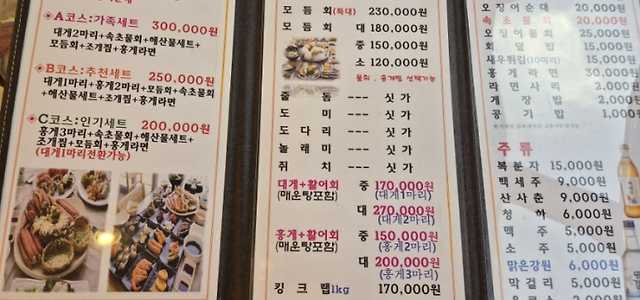 A코스:가족세트 300,000원
대게2마리+속초물회+해산물세트+
모듬회+조개찜+홍게라면
B코스:추천세트 250,000원
대게1마리+홍게2마리+모듬회+속초물회
+해산물세트+조개찜+홍게라면
C코스:인기세트 200,000원
홍게3마리+속초물회+해산물세트+
조개찜+모듬회+홍게라면
(대게1마리전환가능)
모듬회(특대) 230,000원
모듬회 대 180,000원
중 150,000원
소 120,000원
물회, 홍게찜 선택가능
줄돔 --- 싯가
도미 --- 싯가
도다리 --- 싯가
놀래미 --- 싯가
쥐치 --- 싯가
대게+활어회 중 170,000원
(매운탕포함) (대게1마리)
대 270,000원
(대게2마리)
홍게+활어회 중 150,000원
(매운탕포함) (홍게2마리)
대 200,000원
(홍게3마리)
킹크랩1kg 170,000원
오징어순대 20,000원
속초물회 20,000원
오징어물회 20,000원
회덮밥 15,000원
새우튀김(10마리) 15,000원
홍게라면 30,000원
라면사리 2,000원
게장밥 2,000원
공기밥 1,000원
주류
복분자 15,000원
백세주 9,000원
산사춘 9,000원
청하 6,000원
맥주 5,000원
소주 5,000원
맑은강원 6,000원
막걸리 5,000원